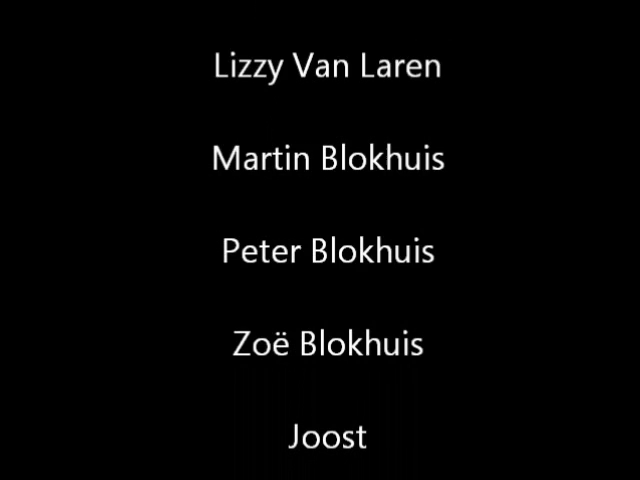 Lizzy Van Laren
Martin Blokhuis
Peter Blokhuis
Zoë Blokhuis
Joost